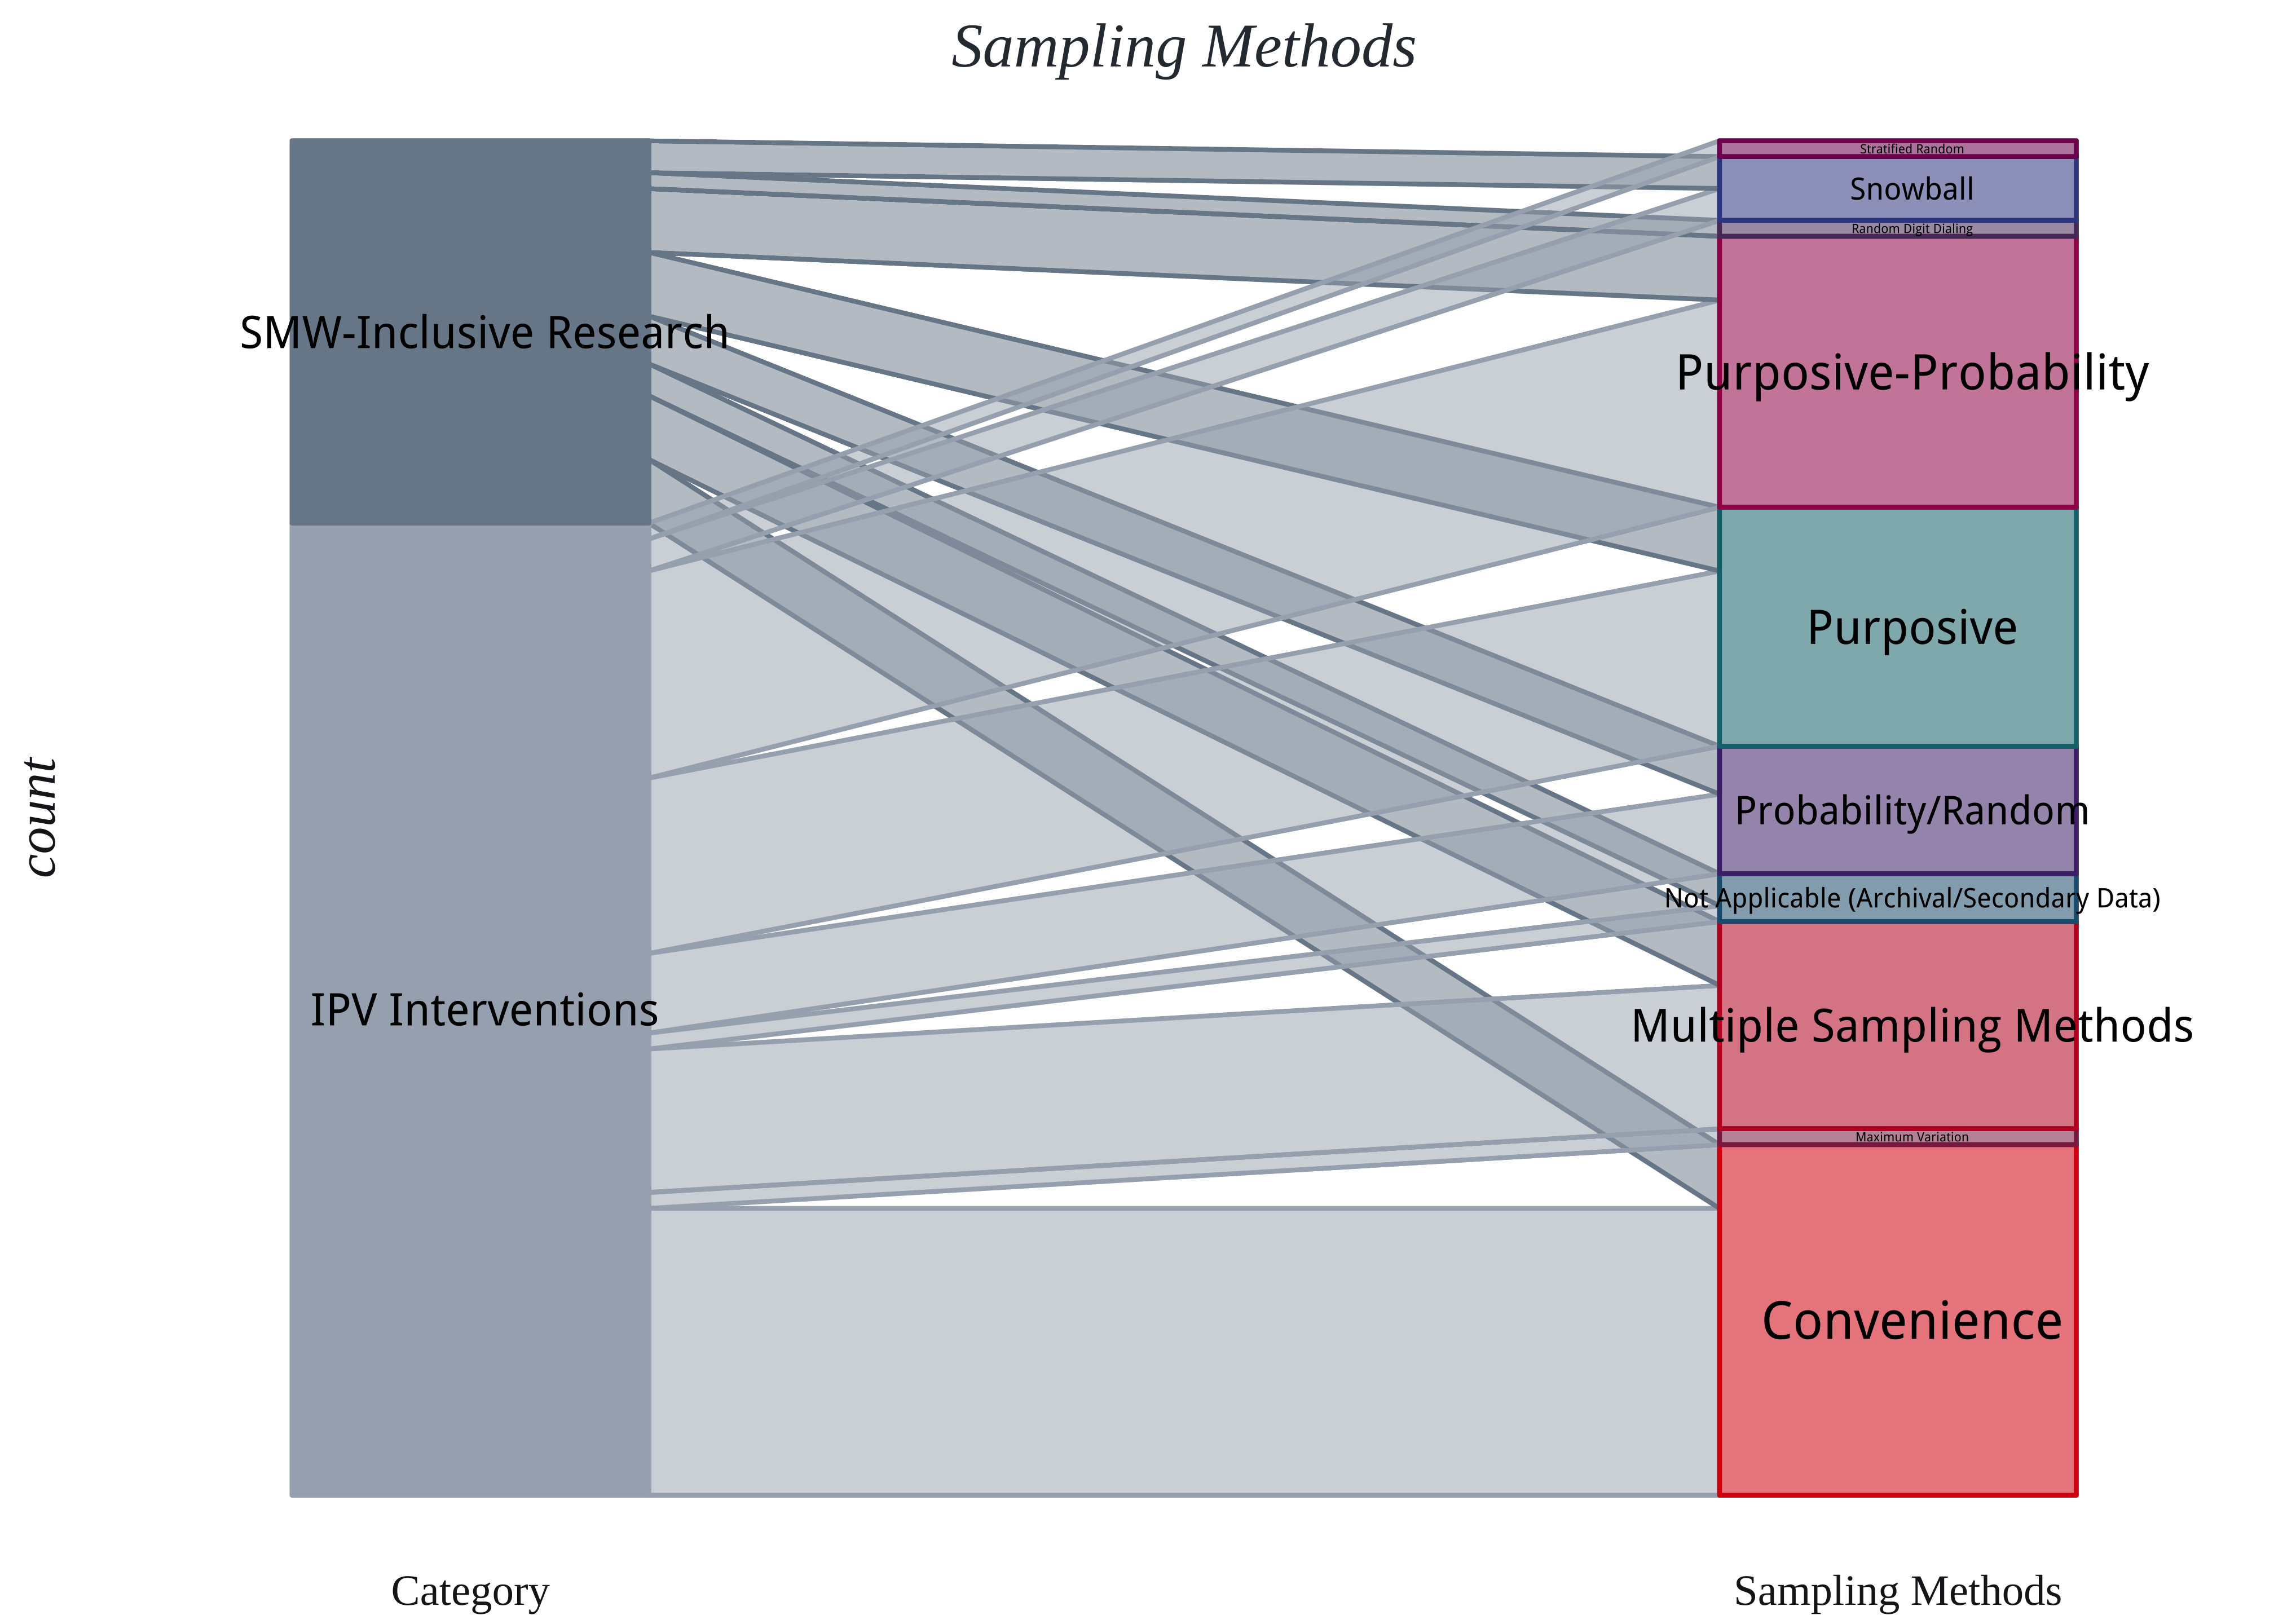 Sampling Methods
Stratified Random
Snowball
Random Digit Dialing
SMW-Inclusive Research
Purposive-Probability
Purposive
count
Probability/Random
Not Applicable (Archival/Secondary Data)
IPV Interventions
Multiple Sampling Methods
Maximum Variation
Convenience
Category
Sampling Methods